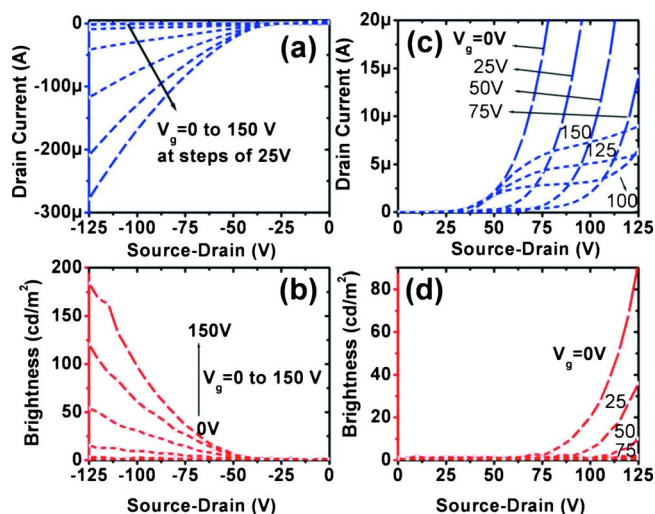 (a)
Drain Current (A)
0
-100µ
-200µ
-300µ
Vg=0 to 150 V
at steps of 25V
-125 -100 -75 -50 -25 0
Source-Drain (V)
(c)
Drain Current (A)
20µ
15µ
10µ
5µ
0
Vg=0V
25V
50V
75V
150
125
100
0 25 50 75 100 125
Source-Drain (V)
(b)
Brightness (cd/m²)
200
150
100
50
0
150V
Vg=0 to 150 V
0V
-125 -100 -75 -50 -25 0
Source-Drain (V)
(d)
Brightness (cd/m²)
80
60
40
20
0
Vg=0V
25
50
75
0 25 50 75 100 125
Source-Drain (V)